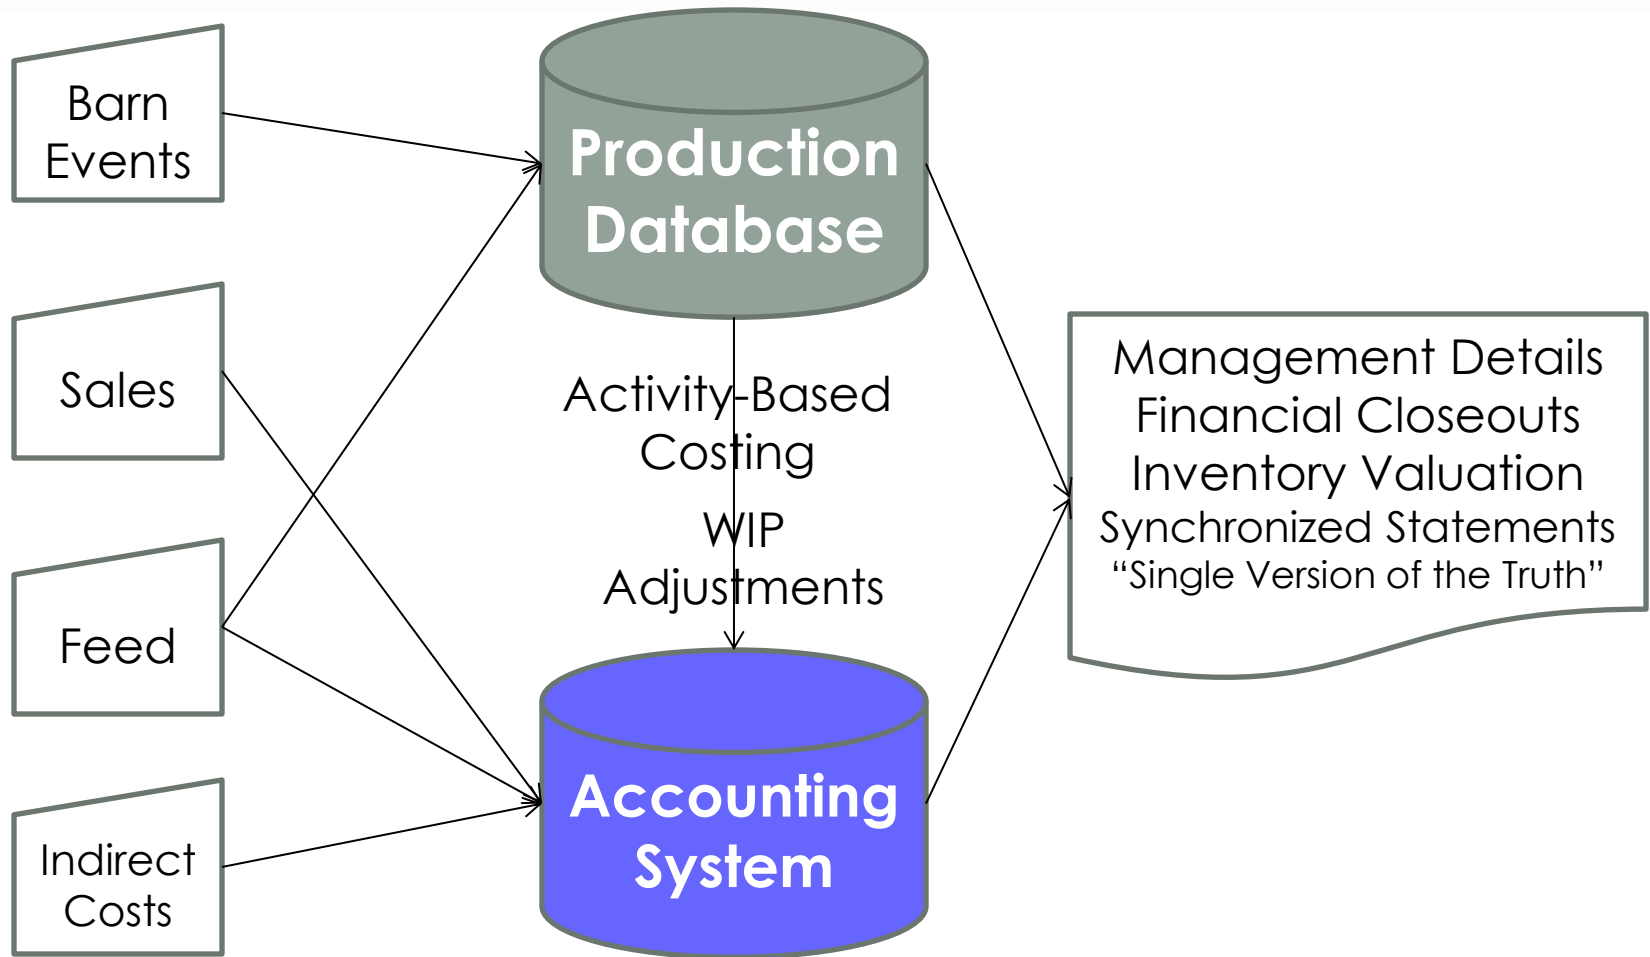 Barn
Events
Sales
Feed
Indirect
Costs
Production
Database
Activity-Based
Costing
WIP
Adjustments
Accounting
System
Management Details
Financial Closeouts
Inventory Valuation
Synchronized Statements
“Single Version of the Truth”